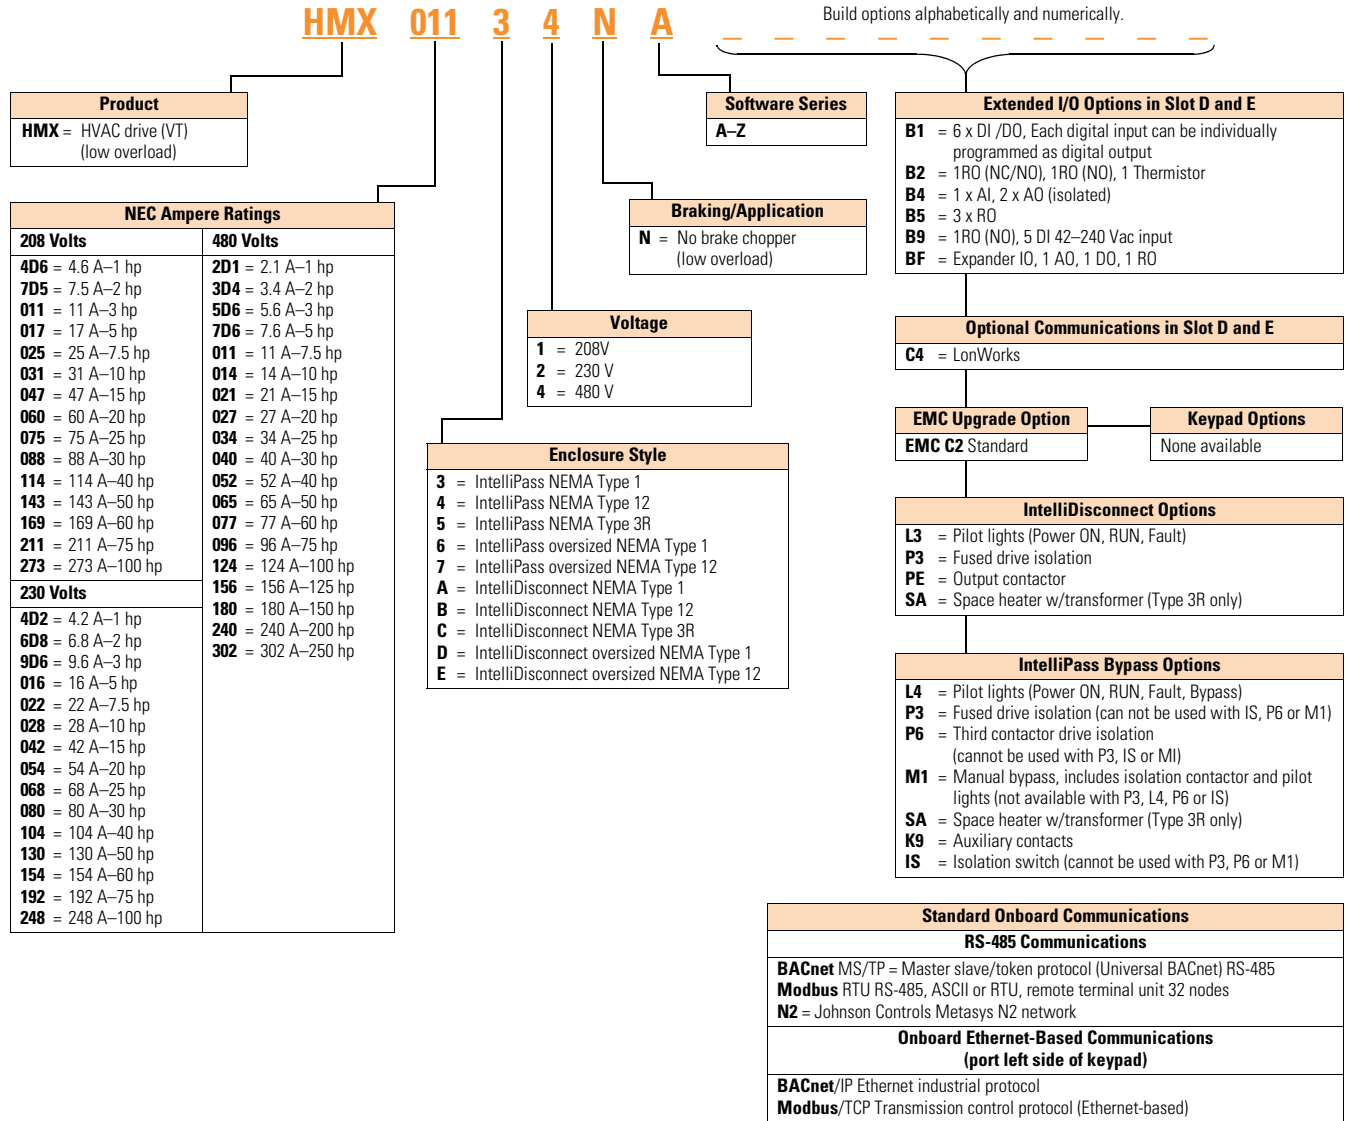 HMX 011 3 4 N A
Build options alphabetically and numerically.
Product
HMX = HVAC drive (VT)
(low overload)
Software Series
A–Z
Extended I/O Options in Slot D and E
B1 = 6 x DI /DO, Each digital input can be individually
programmed as digital output
B2 = 1RO (NC/NO), 1RO (NO), 1 Thermistor
B4 = 1 x AI, 2 x AO (isolated)
B5 = 3 x RO
B9 = 1RO (NO), 5 DI 42–240 Vac input
BF = Expander IO, 1 AO, 1 DO, 1 RO
NEC Ampere Ratings
208 Volts
4D6 = 4.6 A–1 hp
7D5 = 7.5 A–2 hp
011 = 11 A–3 hp
017 = 17 A–5 hp
025 = 25 A–7.5 hp
031 = 31 A–10 hp
047 = 47 A–15 hp
060 = 60 A–20 hp
075 = 75 A–25 hp
088 = 88 A–30 hp
114 = 114 A–40 hp
143 = 143 A–50 hp
169 = 169 A–60 hp
211 = 211 A–75 hp
273 = 273 A–100 hp
230 Volts
4D2 = 4.2 A–1 hp
6D8 = 6.8 A–2 hp
9D6 = 9.6 A–3 hp
016 = 16 A–5 hp
022 = 22 A–7.5 hp
028 = 28 A–10 hp
042 = 42 A–15 hp
054 = 54 A–20 hp
068 = 68 A–25 hp
080 = 80 A–30 hp
104 = 104 A–40 hp
130 = 130 A–50 hp
154 = 154 A–60 hp
192 = 192 A–75 hp
248 = 248 A–100 hp
480 Volts
2D1 = 2.1 A–1 hp
3D4 = 3.4 A–2 hp
5D6 = 5.6 A–3 hp
7D6 = 7.6 A–5 hp
011 = 11 A–7.5 hp
014 = 14 A–10 hp
021 = 21 A–15 hp
027 = 27 A–20 hp
034 = 34 A–25 hp
040 = 40 A–30 hp
052 = 52 A–40 hp
065 = 65 A–50 hp
077 = 77 A–60 hp
096 = 96 A–75 hp
124 = 124 A–100 hp
156 = 156 A–125 hp
180 = 180 A–150 hp
240 = 240 A–200 hp
302 = 302 A–250 hp
Braking/Application
N = No brake chopper
(low overload)
Voltage
1 = 208V
2 = 230 V
4 = 480 V
Enclosure Style
3 = IntelliPass NEMA Type 1
4 = IntelliPass NEMA Type 12
5 = IntelliPass NEMA Type 3R
6 = IntelliPass oversized NEMA Type 1
7 = IntelliPass oversized NEMA Type 12
A = IntelliDisconnect NEMA Type 1
B = IntelliDisconnect NEMA Type 12
C = IntelliDisconnect NEMA Type 3R
D = IntelliDisconnect oversized NEMA Type 1
E = IntelliDisconnect oversized NEMA Type 12
Optional Communications in Slot D and E
C4 = LonWorks
EMC Upgrade Option
EMC C2 Standard
Keypad Options
None available
IntelliDisconnect Options
L3 = Pilot lights (Power ON, RUN, Fault)
P3 = Fused drive isolation
PE = Output contactor
SA = Space heater w/transformer (Type 3R only)
IntelliPass Bypass Options
L4 = Pilot lights (Power ON, RUN, Fault, Bypass)
P3 = Fused drive isolation (can not be used with IS, P6 or M1)
P6 = Third contactor drive isolation
(cannot be used with P3, IS or MI)
M1 = Manual bypass, includes isolation contactor and pilot
lights (not available with P3, L4, P6 or IS)
SA = Space heater w/transformer (Type 3R only)
K9 = Auxiliary contacts
IS = Isolation switch (cannot be used with P3, P6 or M1)
Standard Onboard Communications
RS-485 Communications
BACnet MS/TP = Master slave/token protocol (Universal BACnet) RS-485
Modbus RTU RS-485, ASCII or RTU, remote terminal unit 32 nodes
N2 = Johnson Controls Metasys N2 network
Onboard Ethernet-Based Communications
(port left side of keypad)
BACnet/IP Ethernet industrial protocol
Modbus/TCP Transmission control protocol (Ethernet-based)